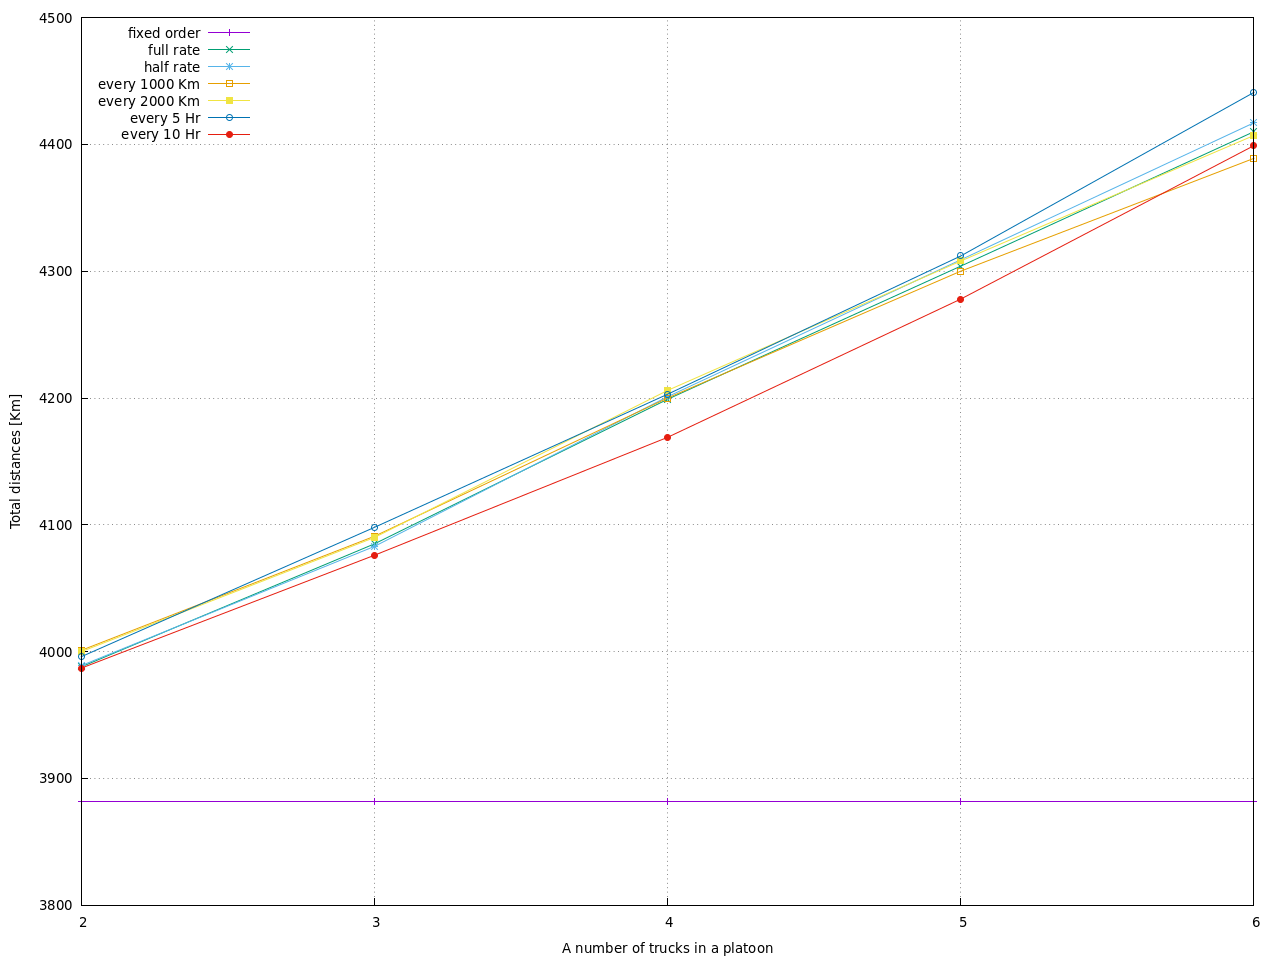 4500
4400
4300
4200
4100
4000
3900
3800
Total distances [Km]
fixed order
full rate
half rate
every 1000 Km
every 2000 Km
every 5 Hr
every 10 Hr
2 3 4 5 6
A number of trucks in a platoon